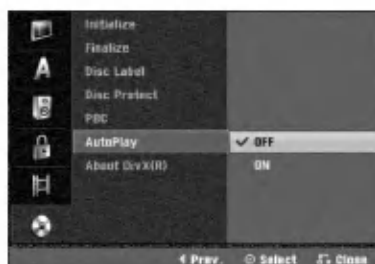 Initialize
Finalize
Disc Label
Disc Protect
PBC
AutoPlay
OFF
About DivX(R)
ON
Prev. Select Close